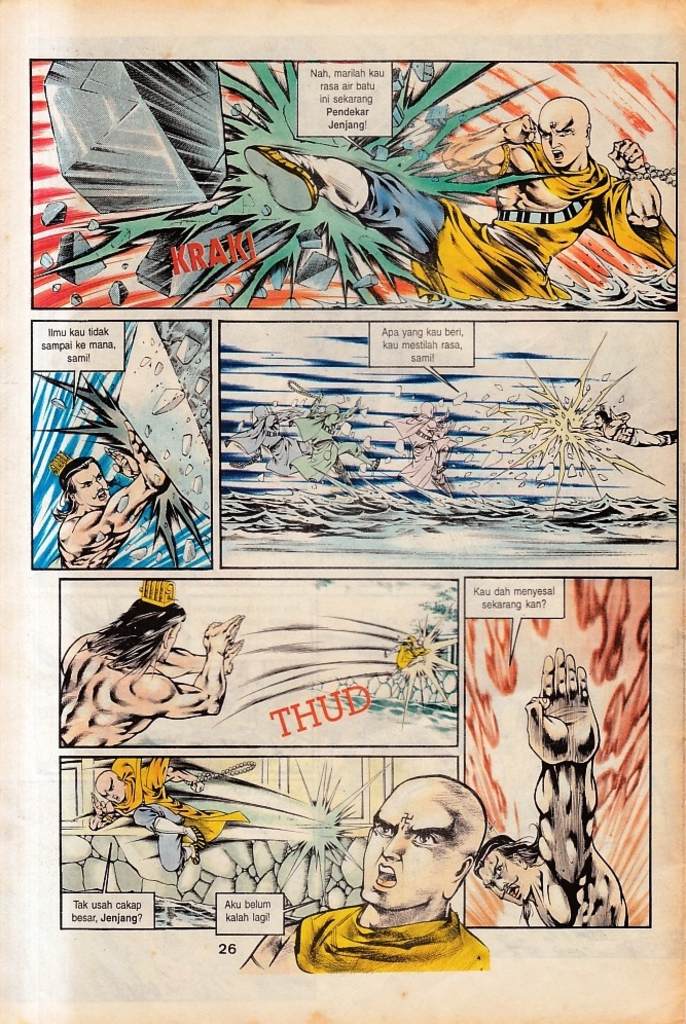 Nah, marilah kau
rasa air batu
ini sekarang
Pendekar
Jenjang!
KRAK!
Ilmu kau tidak
sampai ke mana,
sami!
Apa yang kau beri,
kau mestilah rasa,
sami!
THUD
Kau dah menyesal
sekarang kan?
Tak usah cakap
besar, Jenjang?
Aku belum
kalah lagi!
26